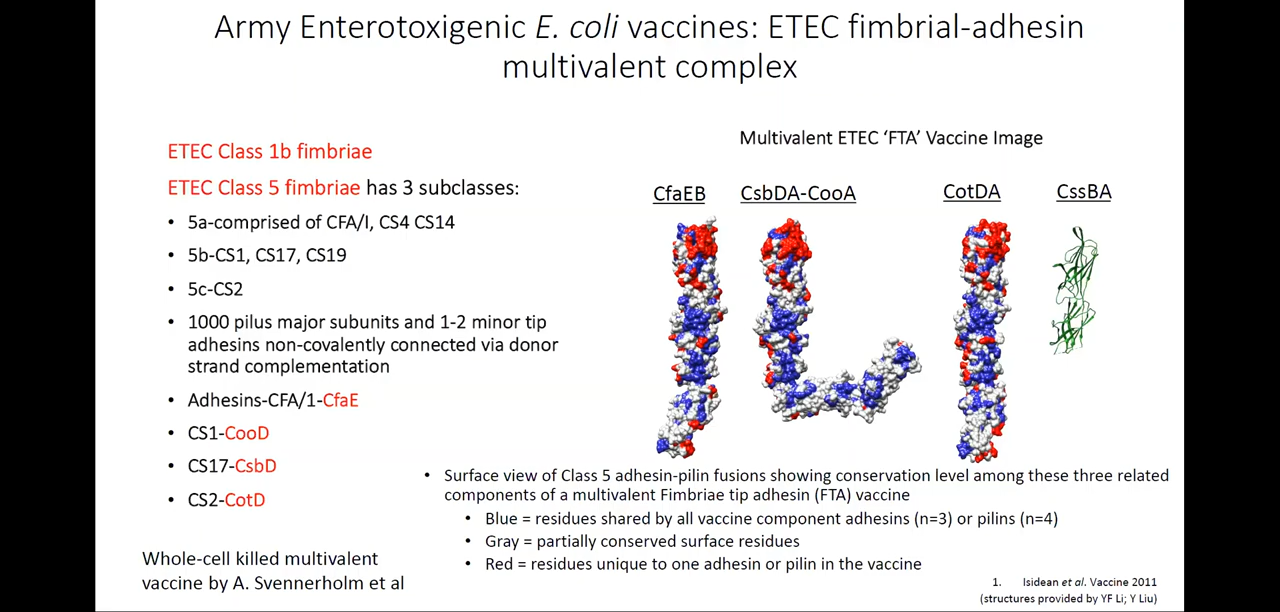 Army Enterotoxigenic E. coli vaccines: ETEC fimbrial-adhesin
multivalent complex
ETEC Class 1b fimbriae
ETEC Class 5 fimbriae has 3 subclasses:
• 5a-comprised of CFA/I, CS4 CS14
• 5b-CS1, CS17, CS19
• 5c-CS2
• 1000 pilus major subunits and 1-2 minor tip
adhesins non-covalently connected via donor
strand complementation
• Adhesins-CFA/1-CfaE
• CS1-CooD
• CS17-CsbD
• CS2-CotD
Whole-cell killed multivalent
vaccine by A. Svennerholm et al
Multivalent ETEC ‘FTA’ Vaccine Image
CfaEB CsbDA-CooA CotDA CssBA
• Surface view of Class 5 adhesin-pilin fusions showing conservation level among these three related
components of a multivalent Fimbriae tip adhesin (FTA) vaccine
• Blue = residues shared by all vaccine component adhesins (n=3) or pilins (n=4)
• Gray = partially conserved surface residues
• Red = residues unique to one adhesin or pilin in the vaccine
1. Isidean et al. Vaccine 2011
(structures provided by YF Li; Y Liu)